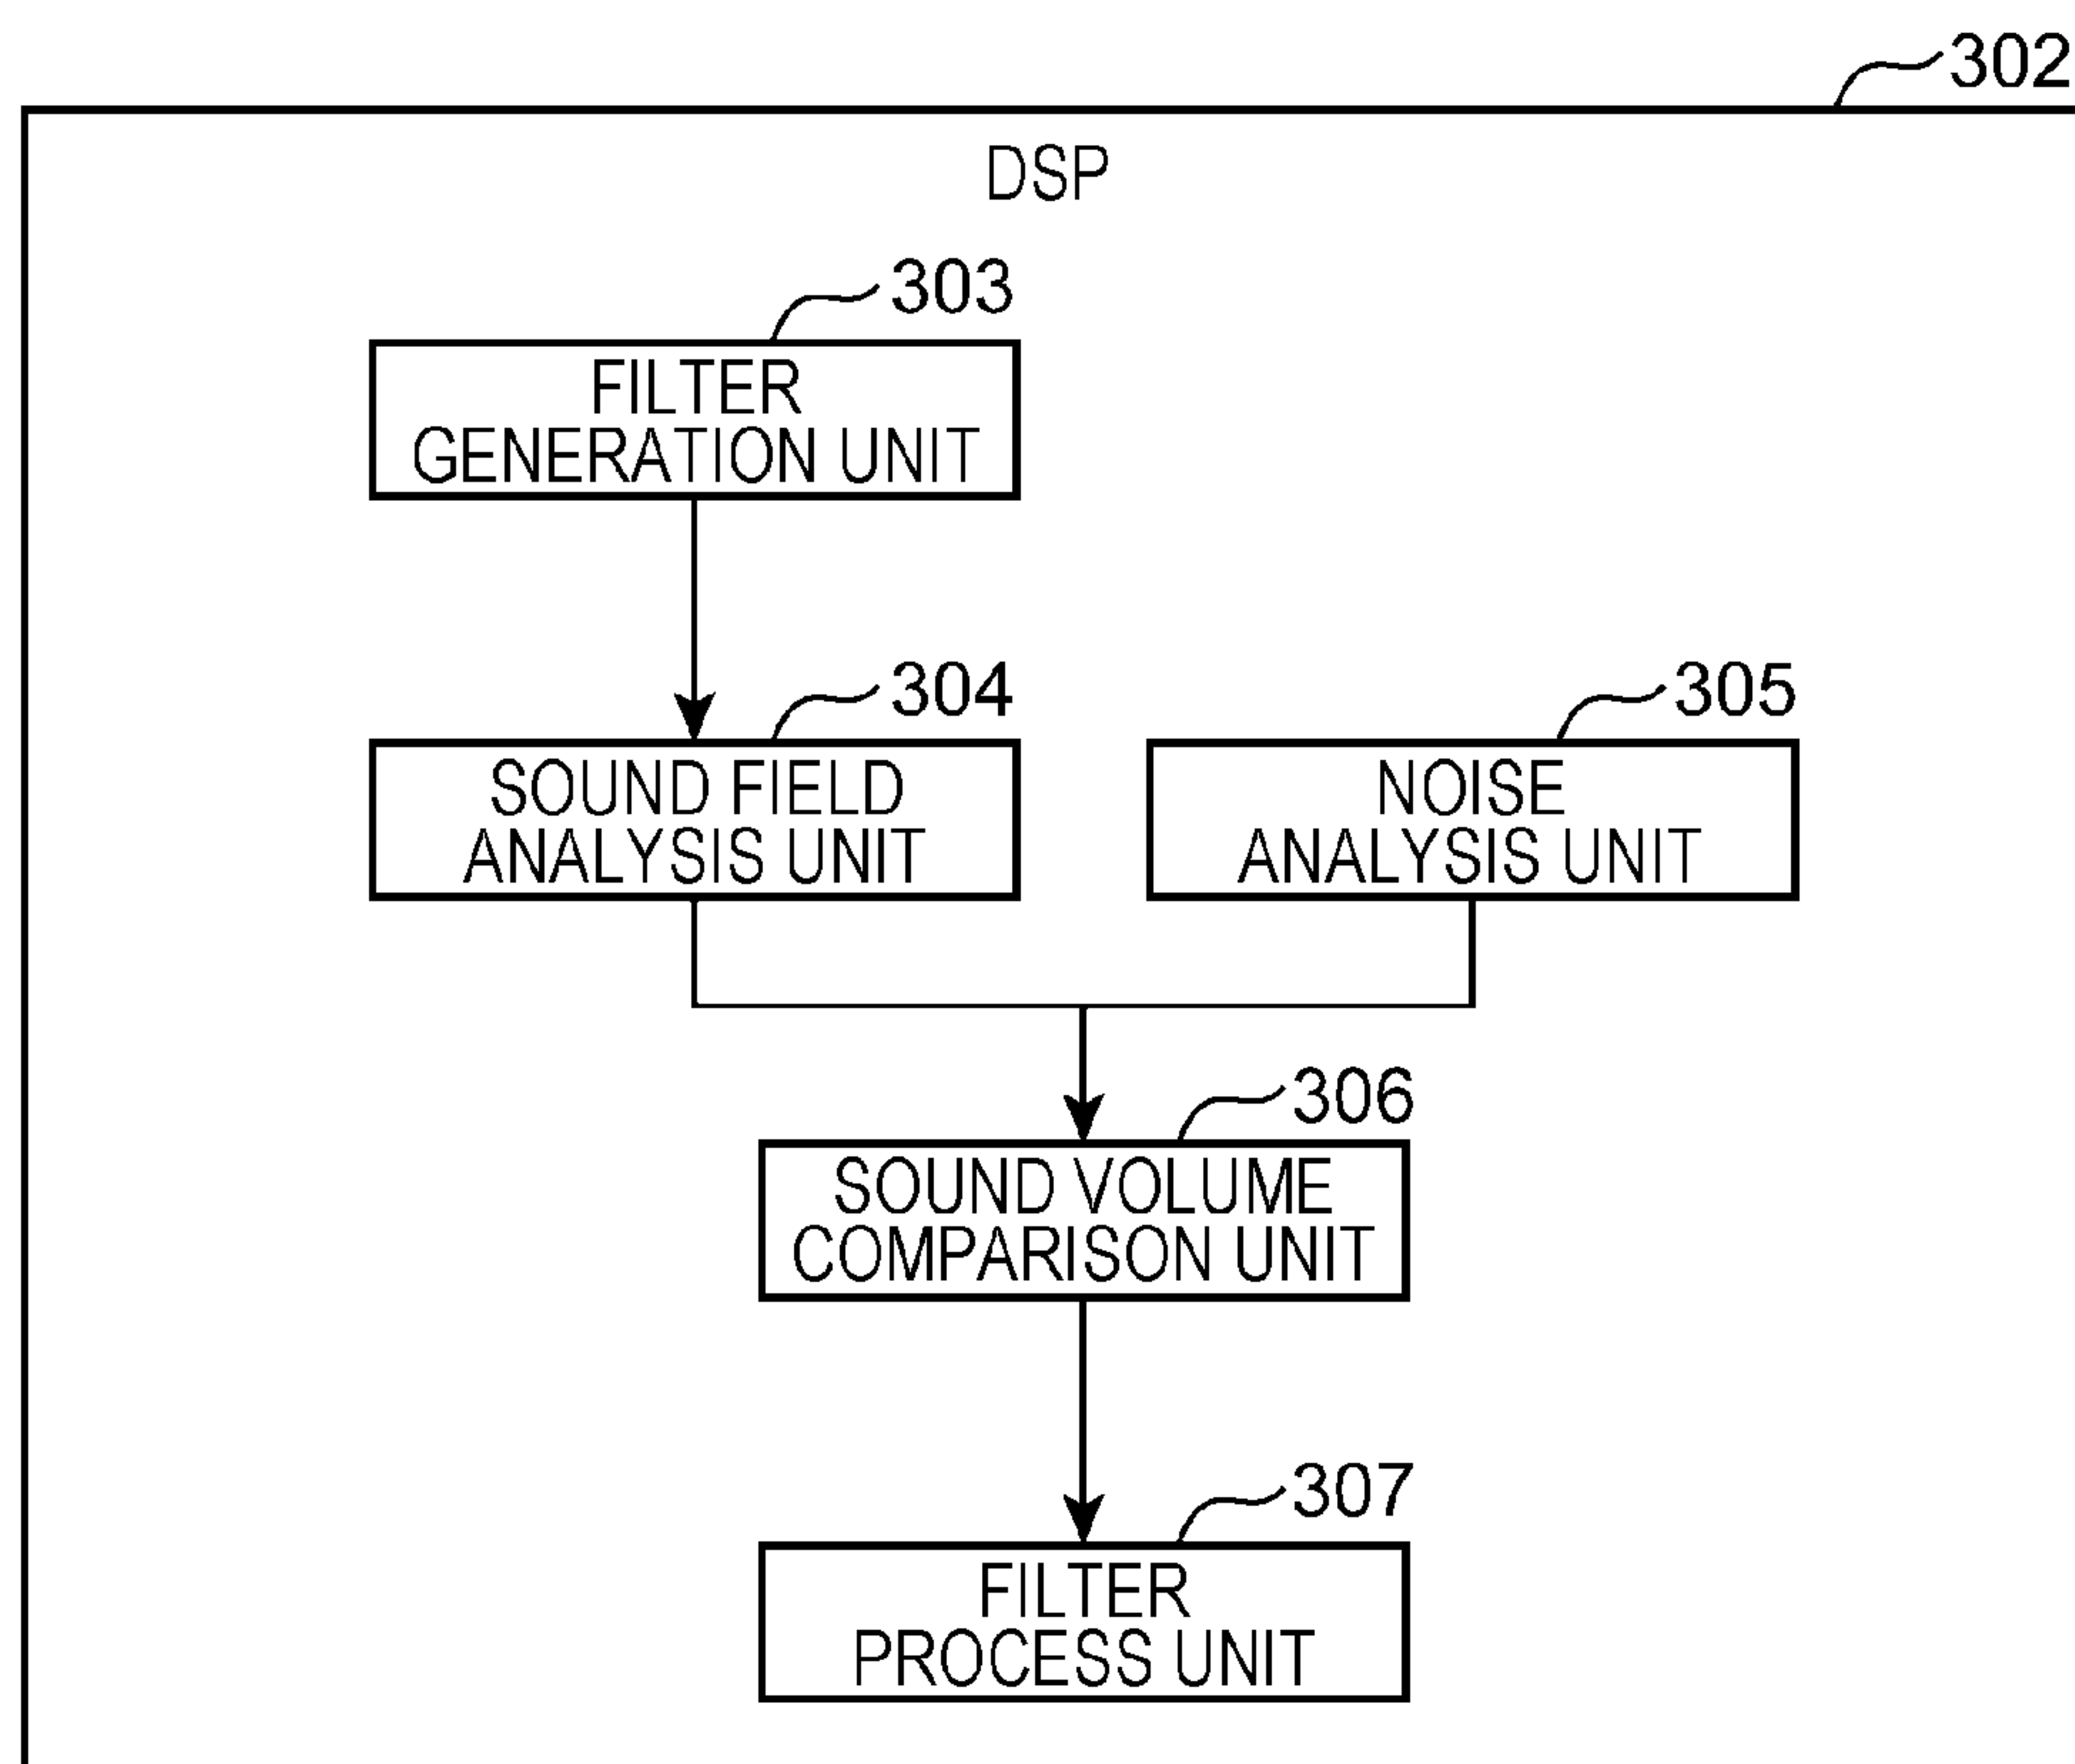 302
DSP
303
FILTER
GENERATION UNIT
304
305
SOUND FIELD
ANALYSIS UNIT
NOISE
ANALYSIS UNIT
306
SOUND VOLUME
COMPARISON UNIT
307
FILTER
PROCESS UNIT